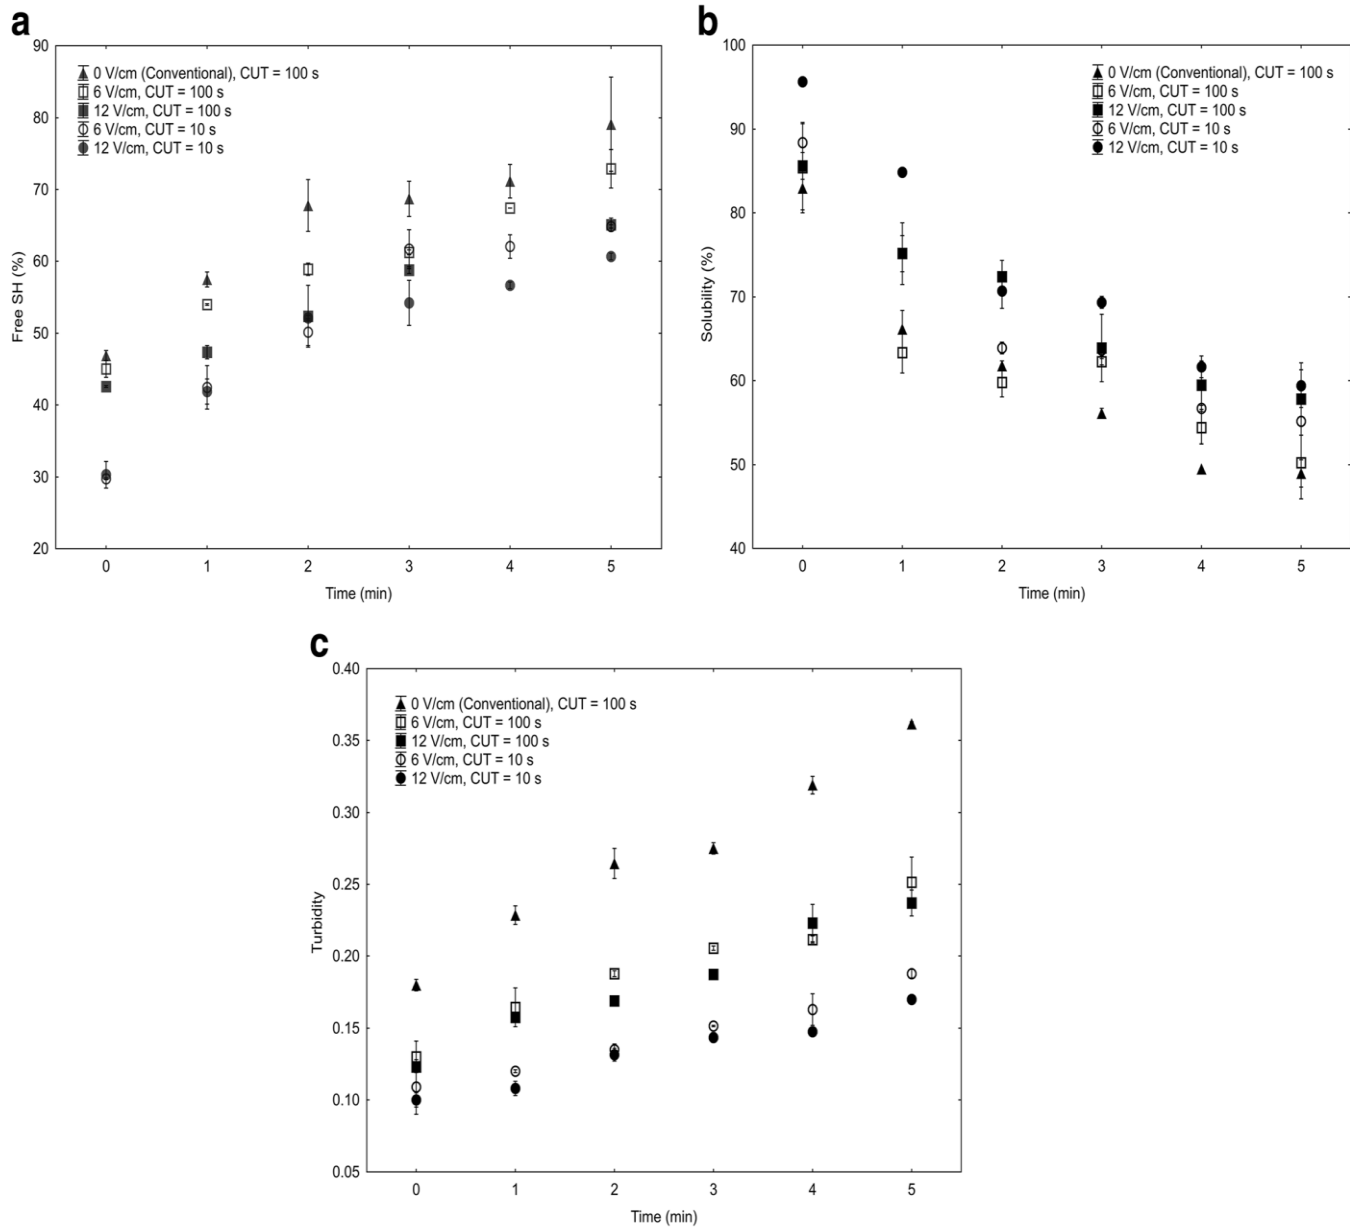 a
90
80
70
60
50
40
30
20
Free SH (%)
0 V/cm (Conventional), CUT = 100 s
6 V/cm, CUT = 100 s
12 V/cm, CUT = 100 s
6 V/cm, CUT = 10 s
12 V/cm, CUT = 10 s
0 1 2 3 4 5
Time (min)
b
100
90
80
70
60
50
40
Solubility (%)
0 V/cm (Conventional), CUT = 100 s
6 V/cm, CUT = 100 s
12 V/cm, CUT = 100 s
6 V/cm, CUT = 10 s
12 V/cm, CUT = 10 s
0 1 2 3 4 5
Time (min)
c
0.40
0.35
0.30
0.25
0.20
0.15
0.10
0.05
Turbidity
0 V/cm (Conventional), CUT = 100 s
6 V/cm, CUT = 100 s
12 V/cm, CUT = 100 s
6 V/cm, CUT = 10 s
12 V/cm, CUT = 10 s
0 1 2 3 4 5
Time (min)